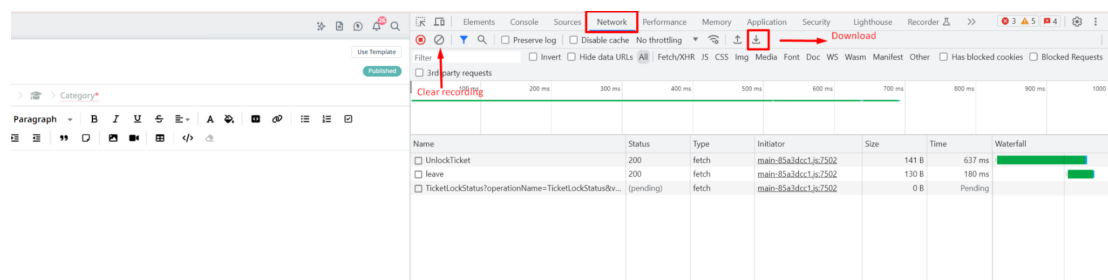 28
Elements Console Sources Network Performance Memory Application Security Lighthouse Recorder >> 3 5 4
Preserve log Disable cache No throttling Download
Use Template
Filter Invert Hide data URLs All Fetch/XHR JS CSS Img Media Font Doc WS Wasm Manifest Other Has blocked cookies Blocked Requests
Published
3rd-party requests
> > Category*
Clear recording
100 ms 200 ms 300 ms 400 ms 500 ms 600 ms 700 ms 800 ms 900 ms 1000
Paragraph B I U S A
Name Status Type Initiator Size Time Waterfall
UnlockTicket 200 fetch main-85a3dcc1.js:7502 141 B 637 ms
leave 200 fetch main-85a3dcc1.js:7502 130 B 180 ms
TicketLockStatus?operationName=TicketLockStatus&v... (pending) fetch main-85a3dcc1.js:7502 0 B Pending